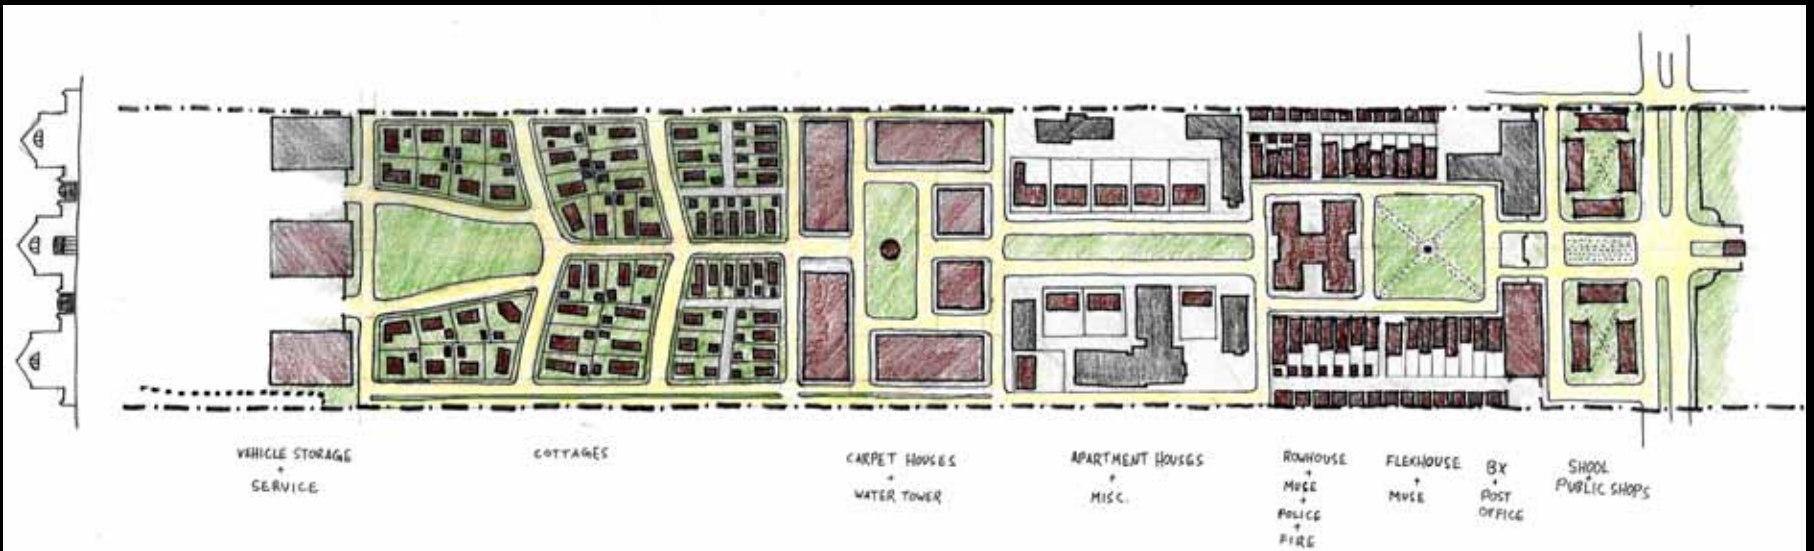 VEHICLE STORAGE
+
SERVICE
COTTAGES
CARPET HOUSES
+
WATER TOWER
APARTMENT HOUSES
+
MISC.
ROWHOUSE
+
MUSE
+
POLICE
+
FIRE
FLEXHOUSE
+
MUSE
BX
+
POST
OFFICE
SHOOL
+
PUBLIC SHOPS